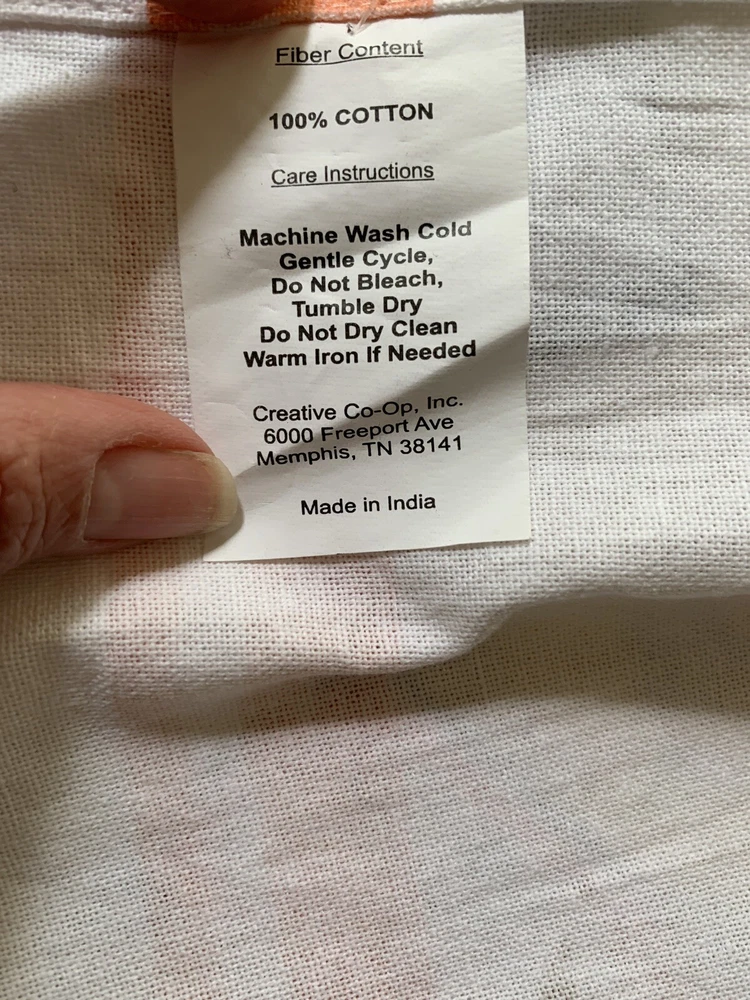 Fiber Content
100% COTTON
Care Instructions
Machine Wash Cold
Gentle Cycle,
Do Not Bleach,
Tumble Dry
Do Not Dry Clean
Warm Iron If Needed
Creative Co-Op, Inc.
6000 Freeport Ave
Memphis, TN 38141
Made in India